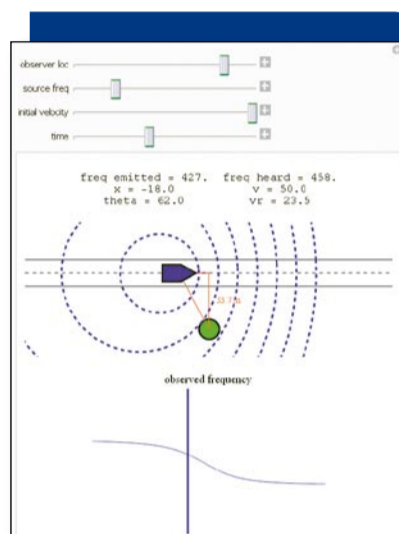 observer loc
source freq
initial velocity
time
freq emitted = 427. freq heard = 458.
x = -18.0 v = 50.0
theta = 62.0 vr = 23.5
observed frequency